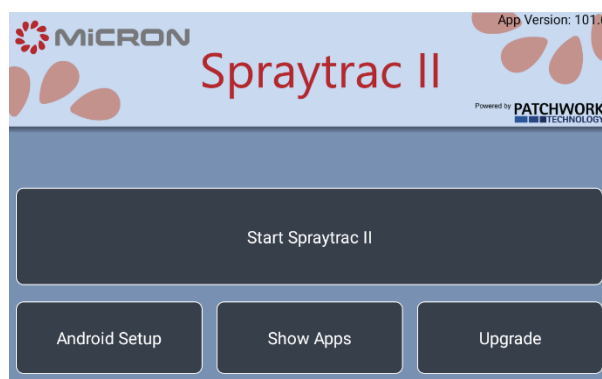 MiCRON
App Version: 101.
Spraytrac II
Powered by PATCHWORK
TECHNOLOGY
Start Spraytrac II
Android Setup
Show Apps
Upgrade